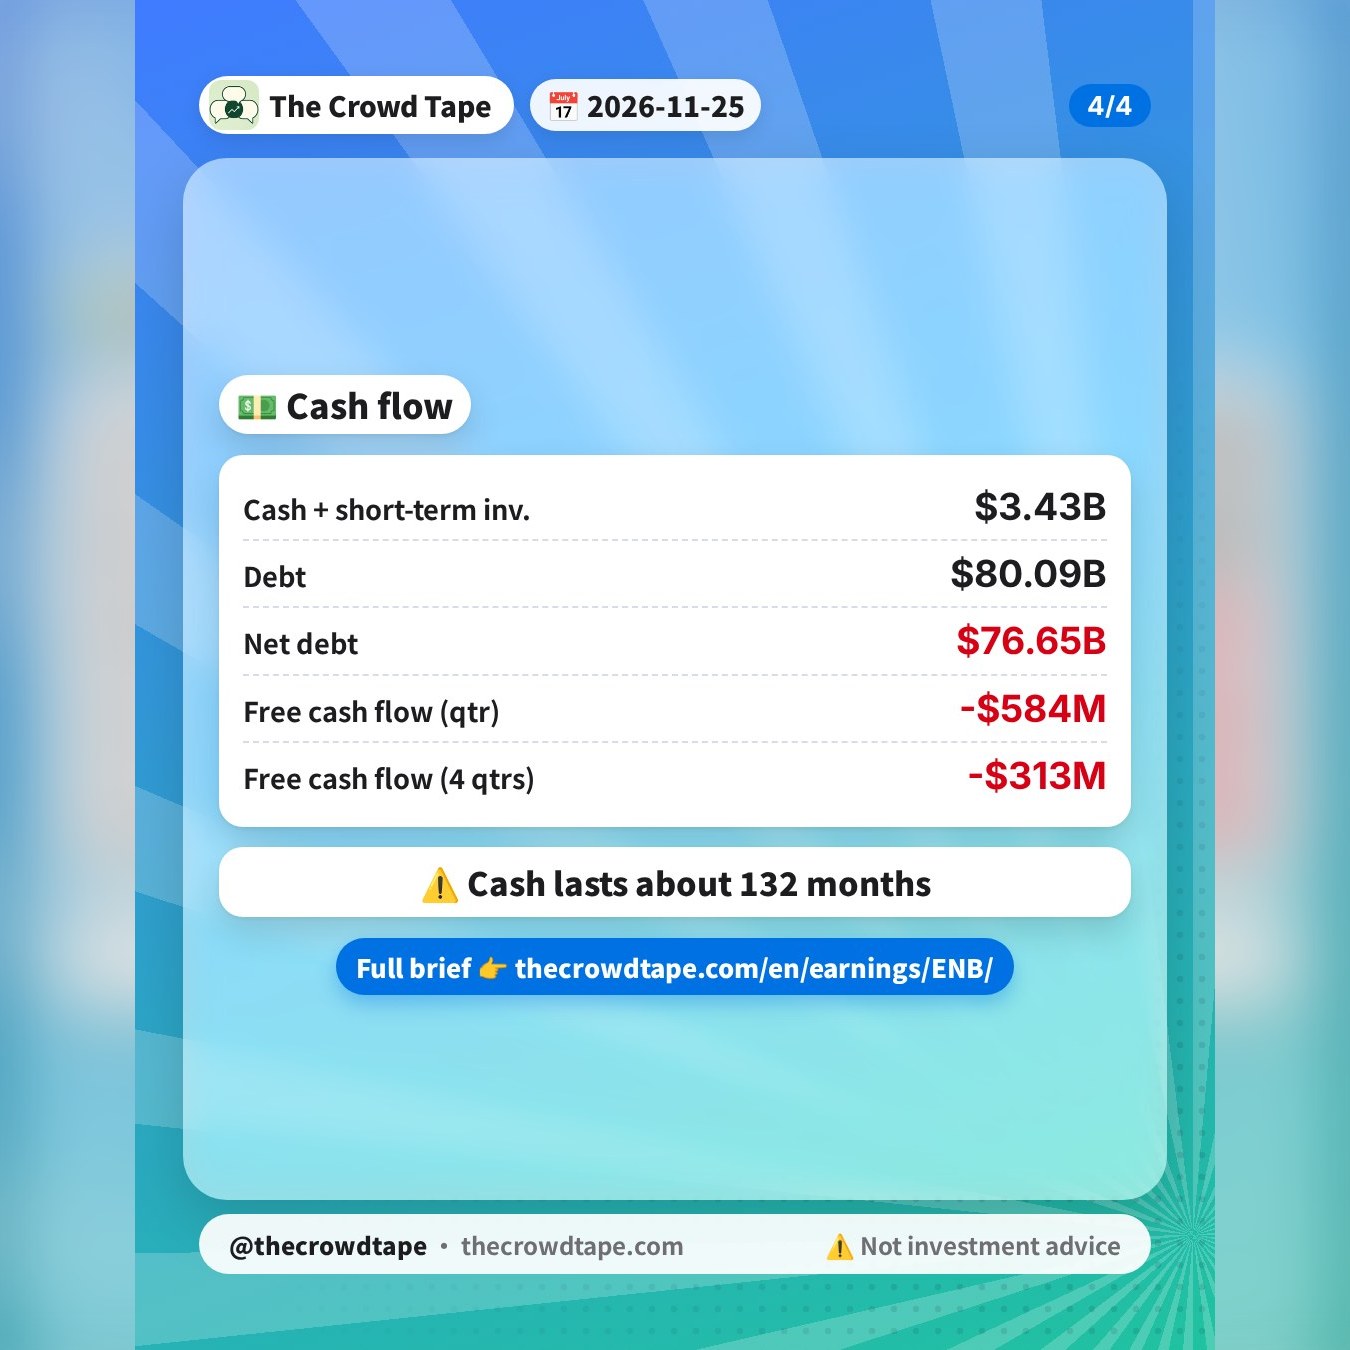 The Crowd Tape
📅 2026-11-25
4/4
💵 Cash flow
Cash + short-term inv. $3.43B
Debt $80.09B
Net debt $76.65B
Free cash flow (qtr) -$584M
Free cash flow (4 qtrs) -$313M
⚠️ Cash lasts about 132 months
Full brief 👉 thecrowdtape.com/en/earnings/ENB/
@thecrowdtape • thecrowdtape.com
⚠️ Not investment advice